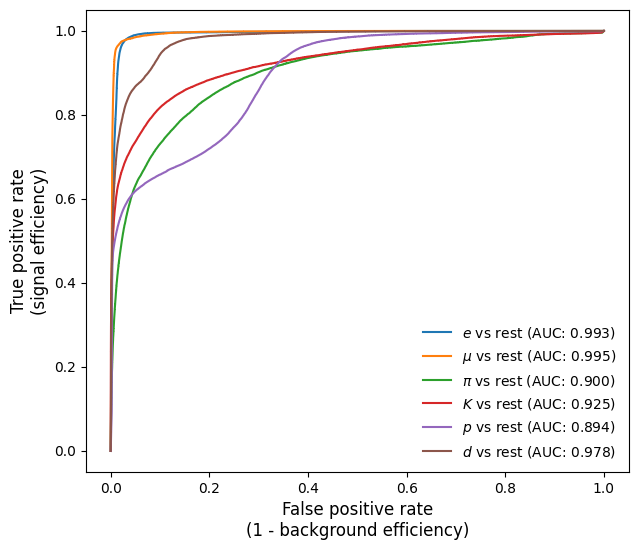 1.0
0.8
0.6
0.4
0.2
0.0
True positive rate
(signal efficiency)
e vs rest (AUC: 0.993)
μ vs rest (AUC: 0.995)
π vs rest (AUC: 0.900)
K vs rest (AUC: 0.925)
p vs rest (AUC: 0.894)
d vs rest (AUC: 0.978)
0.0 0.2 0.4 0.6 0.8 1.0
False positive rate
(1 - background efficiency)